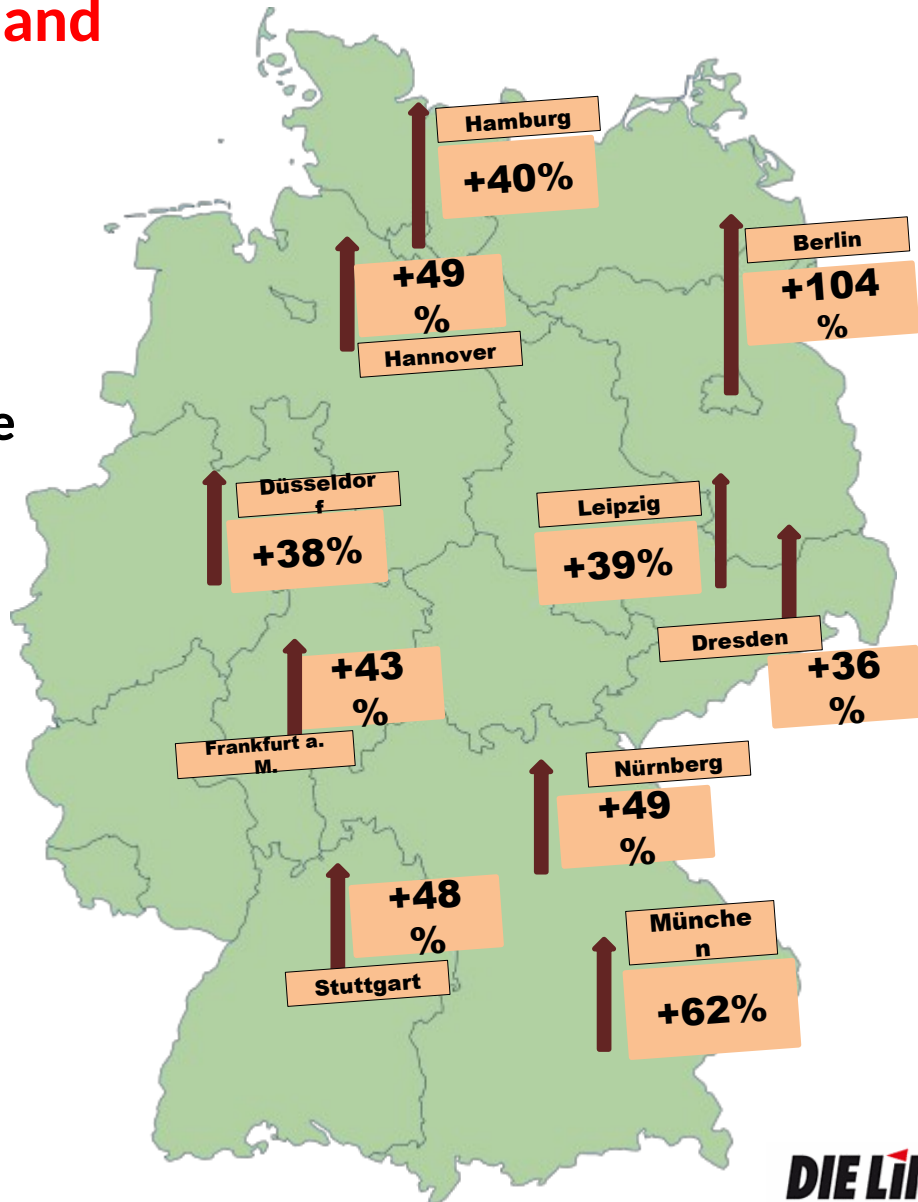 and
Hamburg
+40%
Berlin
+104
%
+49
%
Hannover
e
Düsseldor
f
+38%
Leipzig
+39%
Dresden
+36
%
+43
%
Frankfurt a.
M.
Nürnberg
+49
%
+48
%
Stuttgart
Münche
n
+62%
DIE LIN